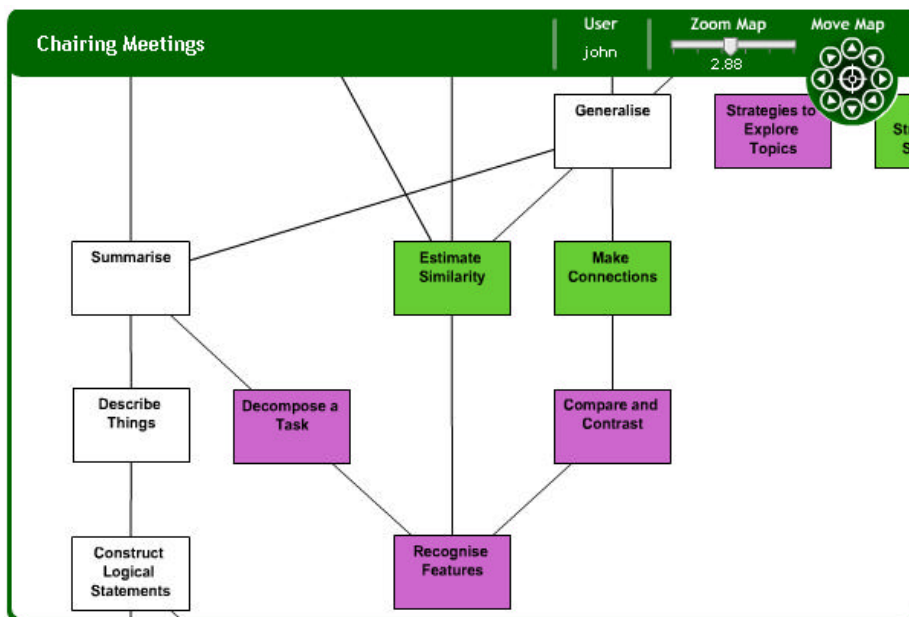 Chairing Meetings
User
john
Zoom Map
2.88
Move Map
Generalise
Strategies to
Explore
Topics
Summarise
Estimate
Similarity
Make
Connections
Describe
Things
Decompose a
Task
Compare and
Contrast
Construct
Logical
Statements
Recognise
Features